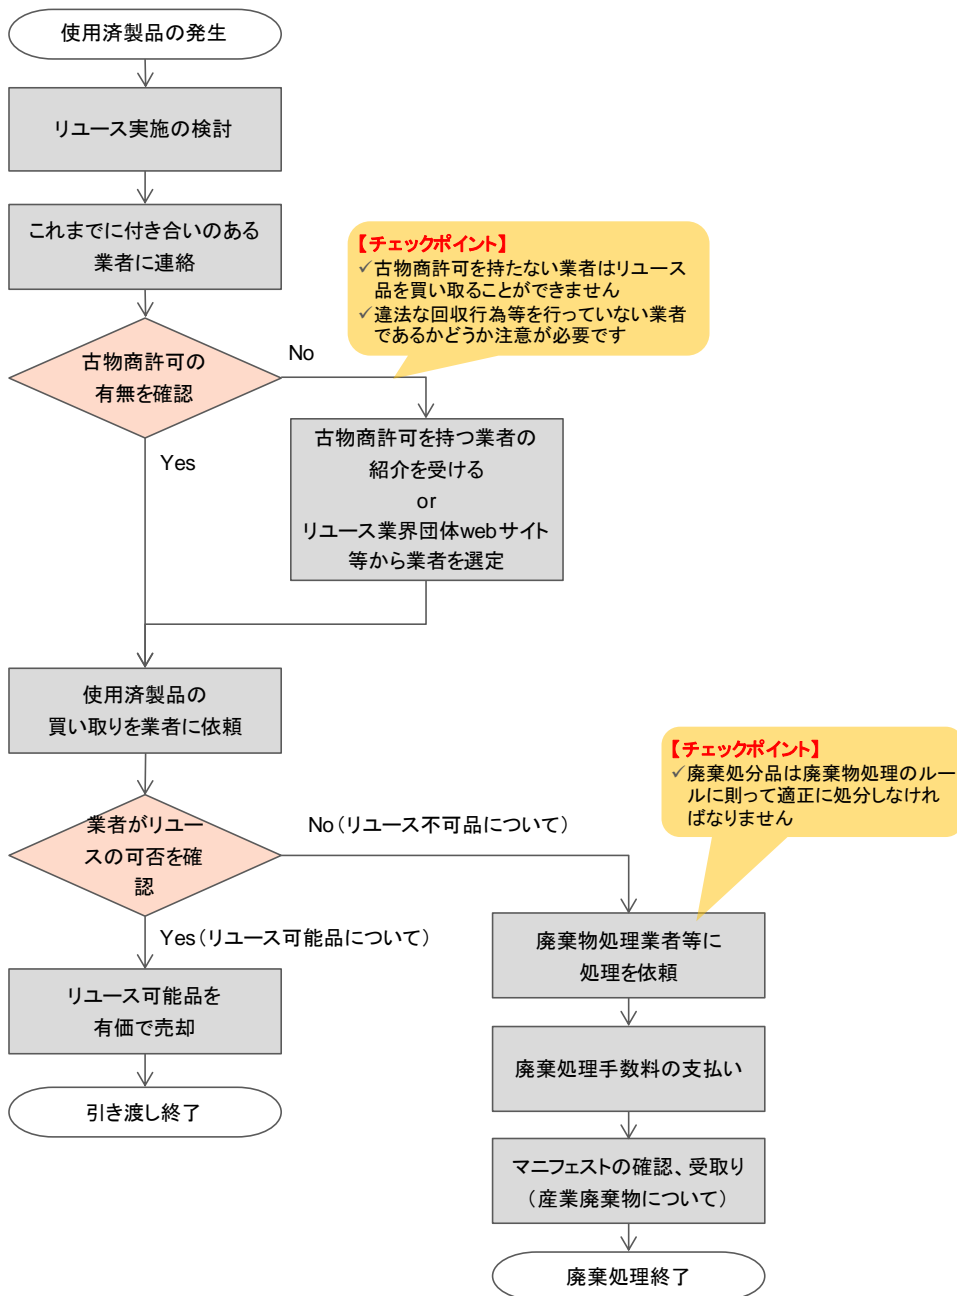 使用済製品の発生
リユース実施の検討
これまでに付き合いのある
業者に連絡
【チェックポイント】
✓古物商許可を持たない業者はリユース
品を買い取ることができません
✓違法な回収行為等を行っていない業者
であるかどうか注意が必要です
古物商許可の
有無を確認
No
Yes
古物商許可を持つ業者の
紹介を受ける
or
リユース業界団体webサイト
等から業者を選定
使用済製品の
買い取りを業者に依頼
【チェックポイント】
✓廃棄処分品は廃棄物処理のルー
ルに則って適正に処分しなけれ
ばなりません
業者がリユー
スの可否を確
認
No（リユース不可品について）
Yes（リユース可能品について）
廃棄物処理業者等に
処理を依頼
リユース可能品を
有価で売却
廃棄処理手数料の支払い
引き渡し終了
マニフェストの確認、受取り
（産業廃棄物について）
廃棄処理終了